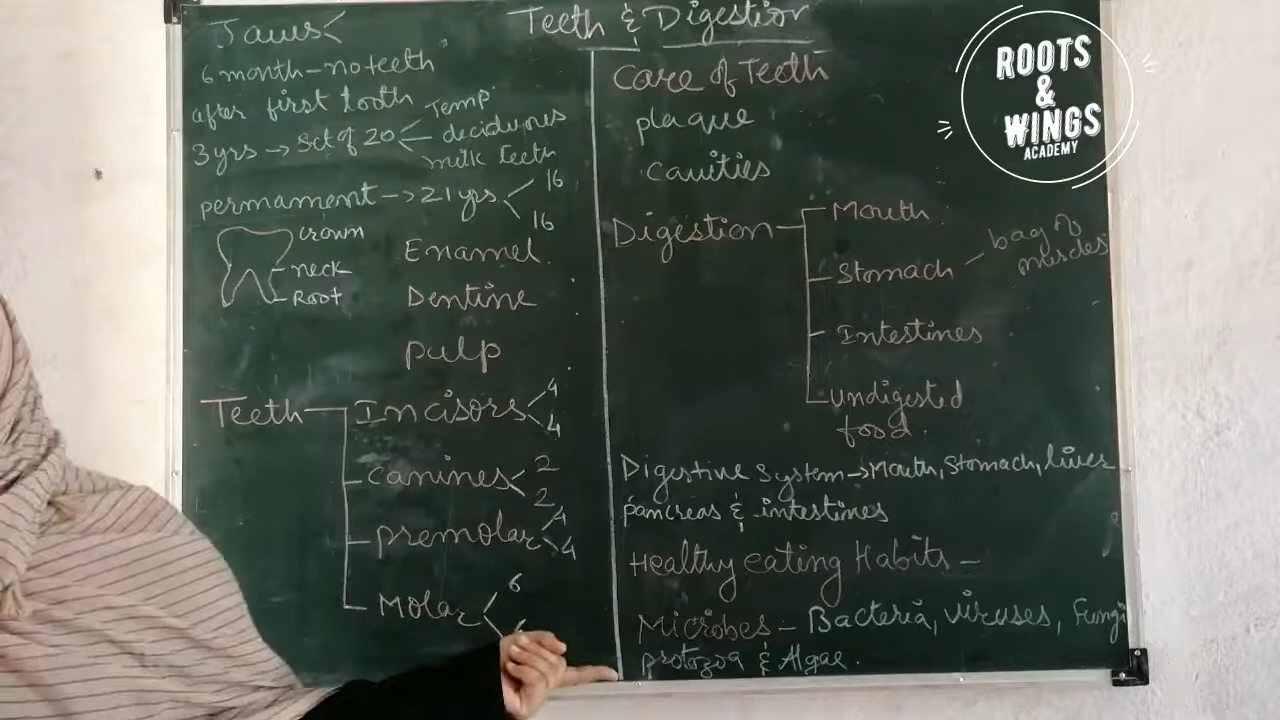 Teeth & Digestion
Jaws <
6 month - no teeth
after first tooth
3 yrs → Set of 20 < Temp.
deciduous
milk teeth
permament → 21 yrs < 16
16
crown
neck
Root
Enamel.
Dentine
pulp
Teeth
Incisors < 4
4
canines < 2
2
premolar < 4
4
Molar < 6
Care of Teeth
plaque
cavities
Digestion
Mouth
Stomach - bag of
muscles
Intestines
undigested
food.
Digestive System → Mouth, Stomach, liver
pancreas & intestines
Healthy eating Habits -
Microbes - Bacteria, viruses, Fungi
protozoa & Algae.
ROOTS
&
WINGS
ACADEMY